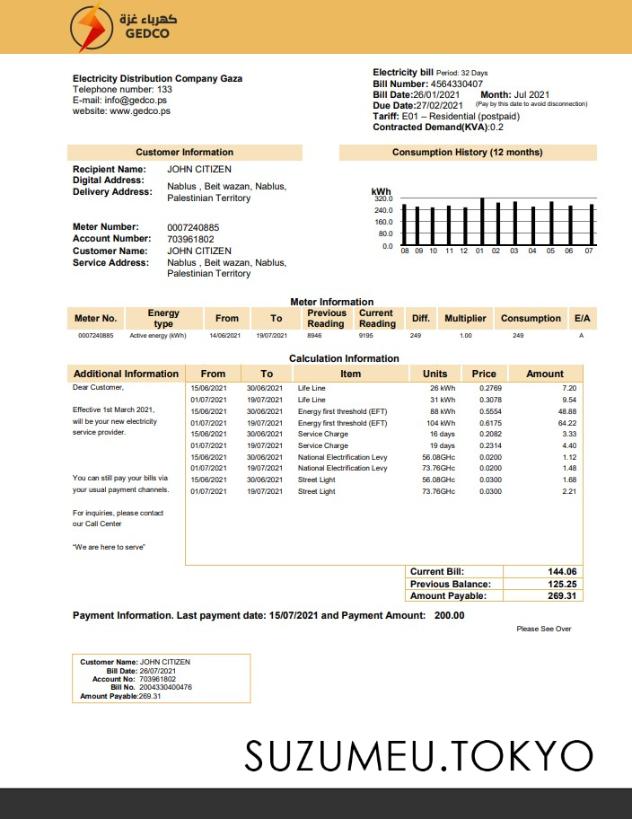 كهرباء غزة
GEDCO
Electricity Distribution Company Gaza
Telephone number: 133
E-mail: info@gedco.ps
website: www.gedco.ps
Electricity bill Period: 32 Days
Bill Number: 4564330407
Bill Date:26/01/2021 Month: Jul 2021
Due Date:27/02/2021 (Pay by this date to avoid disconnection)
Tariff: E01 – Residential (postpaid)
Contracted Demand(KVA):0.2
Customer Information
Recipient Name: JOHN CITIZEN
Digital Address:
Delivery Address: Nablus , Beit wazan, Nablus,
Palestinian Territory
Meter Number: 0007240885
Account Number: 703961802
Customer Name: JOHN CITIZEN
Service Address: Nablus , Beit wazan, Nablus,
Palestinian Territory
Consumption History (12 months)
kWh
320.0
240.0
160.0
80.0
0.0
08 09 10 11 12 01 02 03 04 05 06 07
Meter Information
Meter No. Energy type From To Previous Reading Current Reading Diff. Multiplier Consumption E/A
0007240885 Active energy (kWh) 14/06/2021 19/07/2021 8946 9195 249 1.00 249 A
Calculation Information
Additional Information From To Item Units Price Amount
Dear Customer,
Effective 1st March 2021,
will be your new electricity
service provider.
You can still pay your bills via
your usual payment channels.
For inquiries, please contact
our Call Center
"We are here to serve"
15/06/2021 30/06/2021 Life Line 26 kWh 0.2769 7.20
01/07/2021 19/07/2021 Life Line 31 kWh 0.3078 9.54
15/06/2021 30/06/2021 Energy first threshold (EFT) 88 kWh 0.5554 48.88
01/07/2021 19/07/2021 Energy first threshold (EFT) 104 kWh 0.6175 64.22
15/06/2021 30/06/2021 Service Charge 16 days 0.2082 3.33
01/07/2021 19/07/2021 Service Charge 19 days 0.2314 4.40
15/06/2021 30/06/2021 National Electrification Levy 56.08GHc 0.0200 1.12
01/07/2021 19/07/2021 National Electrification Levy 73.76GHc 0.0200 1.48
15/06/2021 30/06/2021 Street Light 56.08GHc 0.0300 1.68
01/07/2021 19/07/2021 Street Light 73.76GHc 0.0300 2.21
Current Bill: 144.06
Previous Balance: 125.25
Amount Payable: 269.31
Payment Information. Last payment date: 15/07/2021 and Payment Amount: 200.00
Please See Over
Customer Name: JOHN CITIZEN
Bill Date: 26/07/2021
Account No: 703961802
Bill No. 2004330400476
Amount Payable:269.31
SUZUMEU.TOKYO